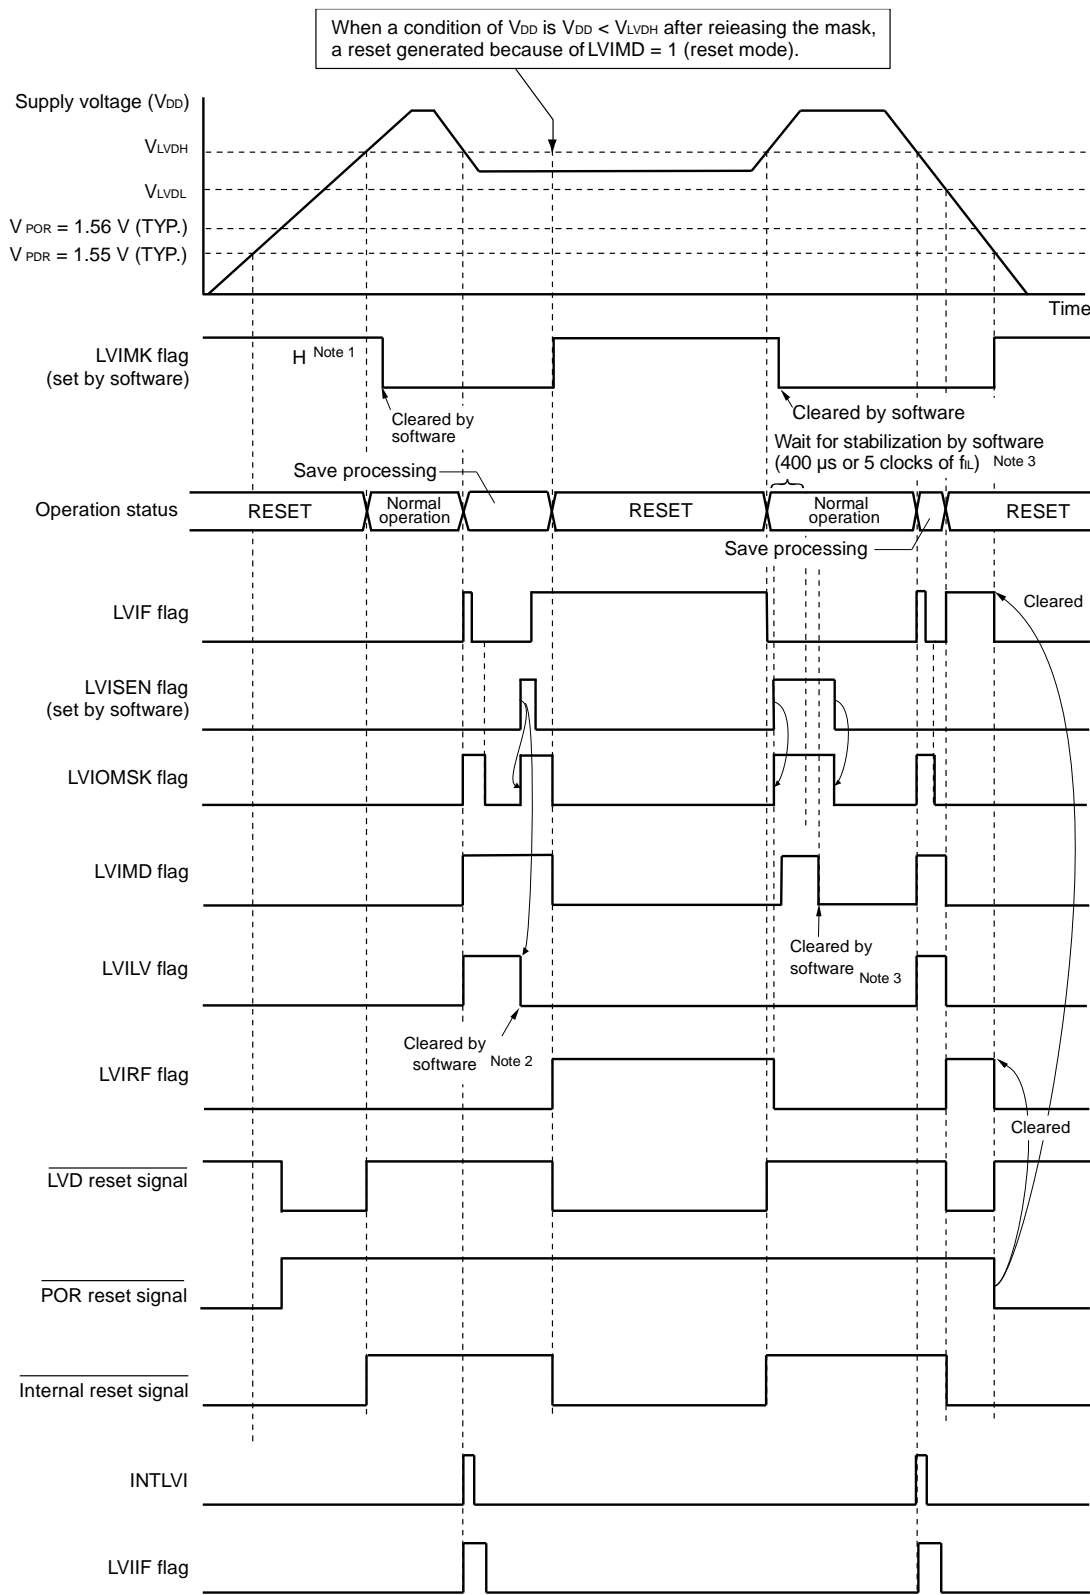 When a condition of VDD is VDD < VLVDH after reieasing the mask,
a reset generated because of LVIMD = 1 (reset mode).
Supply voltage (VDD)
VLVDH
VLVDL
V POR = 1.56 V (TYP.)
V PDR = 1.55 V (TYP.)
Time
LVIMK flag
(set by software)
H Note 1
Cleared by
software
Cleared by software
Wait for stabilization by software
(400 μs or 5 clocks of fIL) Note 3
Save processing
Operation status
RESET
Normal
operation
RESET
Normal
operation
RESET
Save processing
LVIF flag
Cleared
LVISEN flag
(set by software)
LVIOMSK flag
LVIMD flag
Cleared by
software Note 3
LVILV flag
Cleared by
software Note 2
LVIRF flag
Cleared
LVD reset signal
POR reset signal
Internal reset signal
INTLVI
LVIIF flag